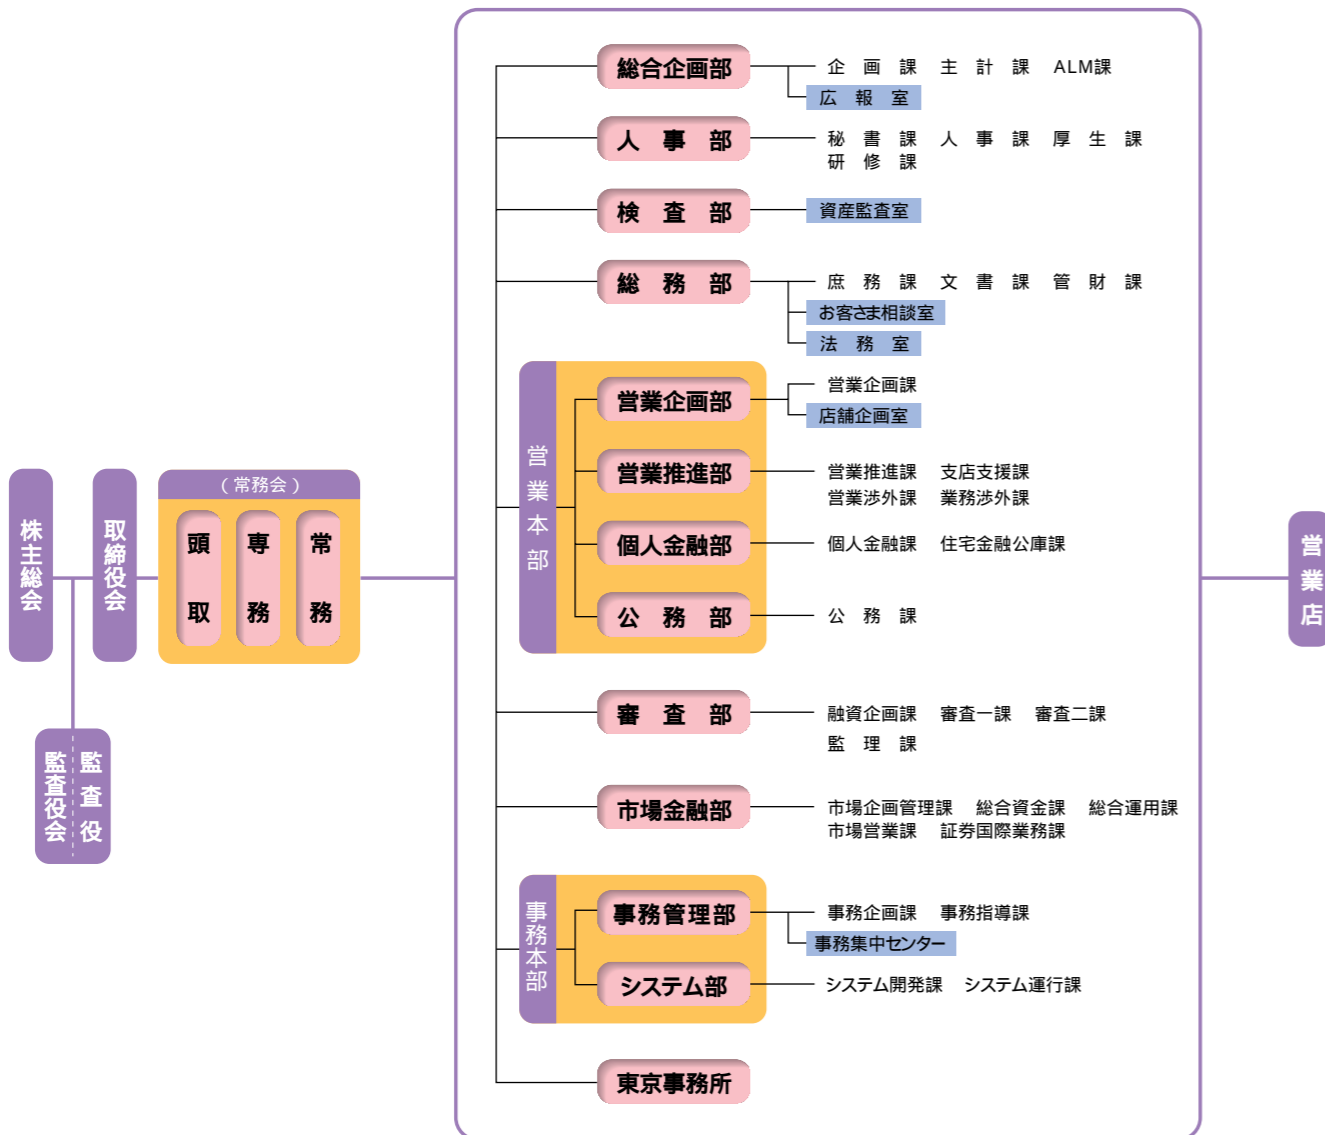 株主総会
取締役会
監査役
監査役会
（常務会）
頭取
専務
常務
総合企画部
企画課 主計課 ALM課
広報室
人事部
秘書課 人事課 厚生課
研修課
検査部
資産監査室
総務部
庶務課 文書課 管財課
お客さま相談室
法務室
営業本部
営業企画部
営業企画課
店舗企画室
営業推進部
営業推進課 支店支援課
営業渉外課 業務渉外課
個人金融部
個人金融課 住宅金融公庫課
公務部
公務課
審査部
融資企画課 審査一課 審査二課
監理課
市場金融部
市場企画管理課 総合資金課 総合運用課
市場営業課 証券国際業務課
事務本部
事務管理部
事務企画課 事務指導課
事務集中センター
システム部
システム開発課 システム運行課
東京事務所
営業店